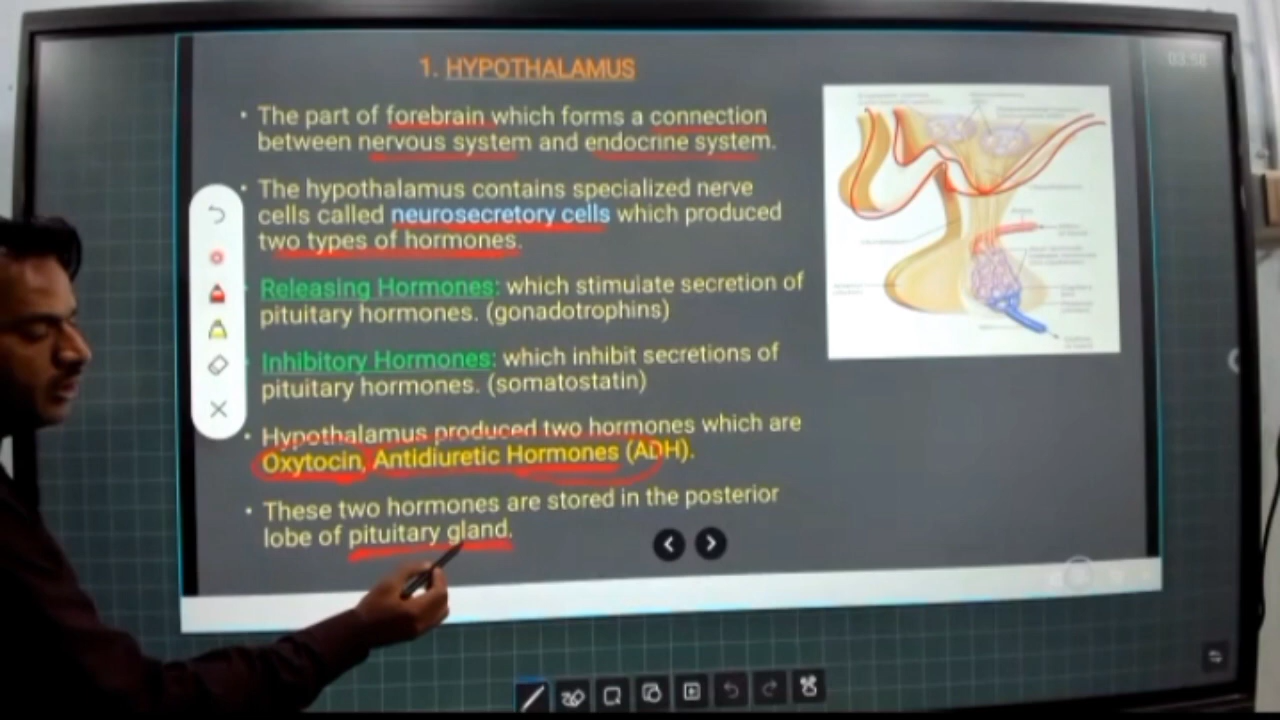 1. HYPOTHALAMUS
03:58
• The part of forebrain which forms a connection
between nervous system and endocrine system.
• The hypothalamus contains specialized nerve
cells called neurosecretory cells which produced
two types of hormones.
Releasing Hormones: which stimulate secretion of
pituitary hormones. (gonadotrophins)
Inhibitory Hormones: which inhibit secretions of
pituitary hormones. (somatostatin)
• Hypothalamus produced two hormones which are
Oxytocin, Antidiuretic Hormones (ADH).
• These two hormones are stored in the posterior
lobe of pituitary gland.